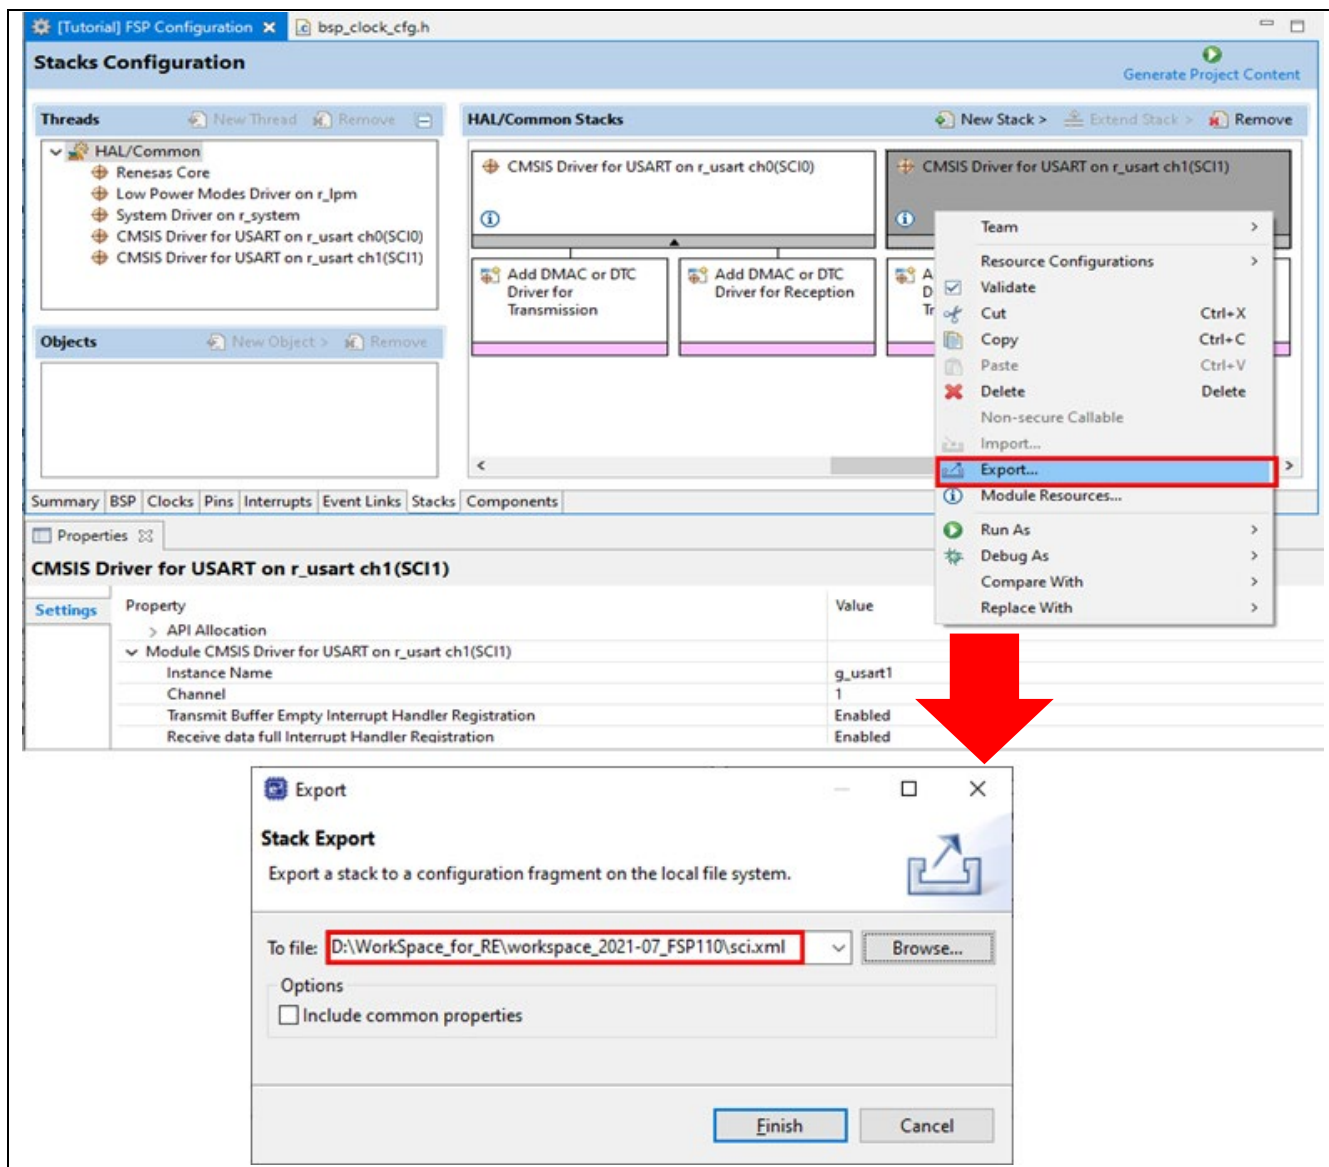 [Tutorial] FSP Configuration
bsp_clock_cfg.h
Stacks Configuration
Generate Project Content
Threads
New Thread
Remove
HAL/Common
Renesas Core
Low Power Modes Driver on r_lpm
System Driver on r_system
CMSIS Driver for USART on r_usart ch0(SCI0)
CMSIS Driver for USART on r_usart ch1(SCI1)
Objects
New Object >
Remove
HAL/Common Stacks
New Stack >
Extend Stack >
Remove
CMSIS Driver for USART on r_usart ch0(SCI0)
CMSIS Driver for USART on r_usart ch1(SCI1)
Add DMAC or DTC
Driver for
Transmission
Add DMAC or DTC
Driver for Reception
A
D
Tr
Team
Resource Configurations
Validate
Cut Ctrl+X
Copy Ctrl+C
Paste Ctrl+V
Delete Delete
Non-secure Callable
Import...
Export...
Module Resources...
Run As
Debug As
Compare With
Replace With
Summary BSP Clocks Pins Interrupts Event Links Stacks Components
Properties
CMSIS Driver for USART on r_usart ch1(SCI1)
Settings
Property Value
API Allocation
Module CMSIS Driver for USART on r_usart ch1(SCI1)
Instance Name g_usart1
Channel 1
Transmit Buffer Empty Interrupt Handler Registration Enabled
Receive data full Interrupt Handler Registration Enabled
Export
Stack Export
Export a stack to a configuration fragment on the local file system.
To file: D:\WorkSpace_for_RE\workspace_2021-07_FSP110\sci.xml Browse...
Options
Include common properties
Finish Cancel